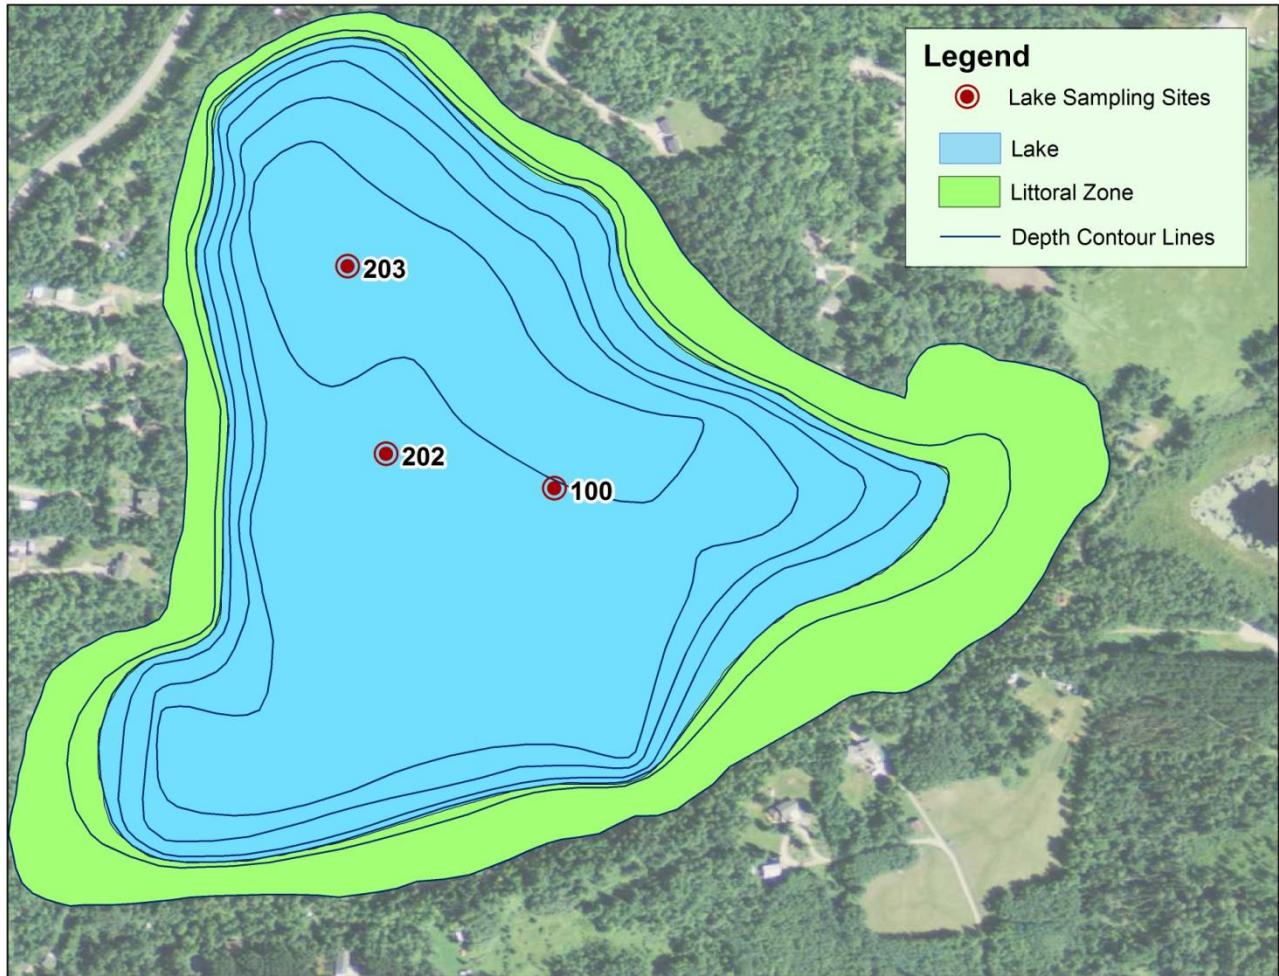 Legend
Lake Sampling Sites
Lake
Littoral Zone
Depth Contour Lines
203
202
100